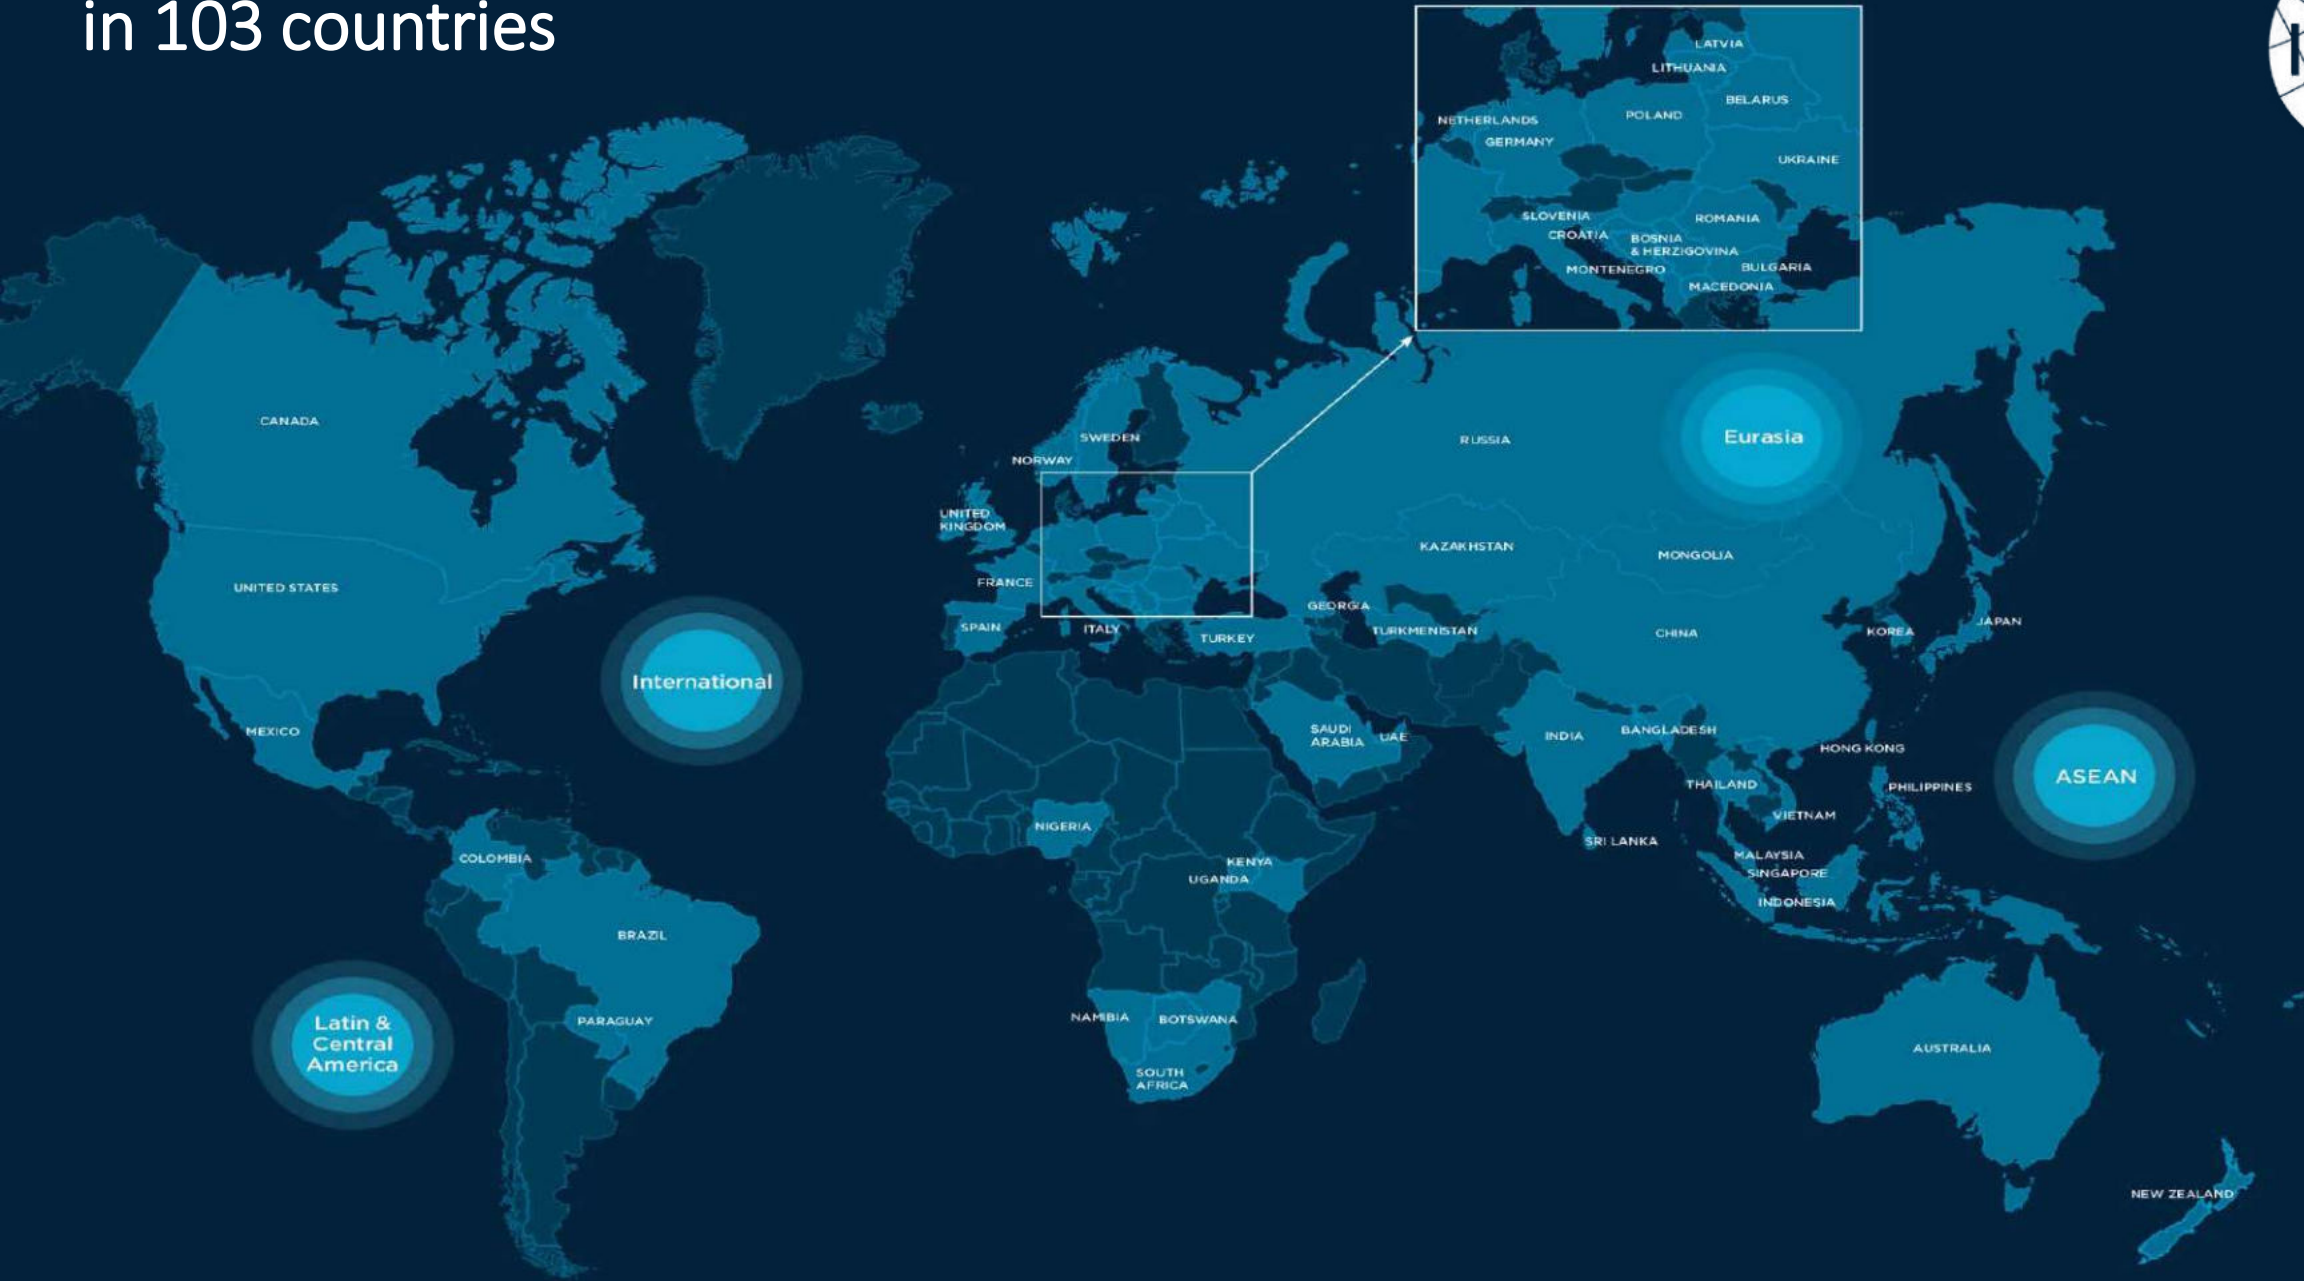 in 103 countries
LATVIA
LITHUANIA
BELARUS
NETHERLANDS
POLAND
GERMANY
UKRAINE
SLOVENIA
ROMANIA
CROATIA
BOSNIA
& HERZIGOVINA
MONTENEGRO
BULGARIA
MACEDONIA
CANADA
SWEDEN
NORWAY
RUSSIA
Eurasia
UNITED
KINGDOM
KAZAKHSTAN
MONGOLIA
UNITED STATES
FRANCE
GEORGIA
SPAIN
ITALY
TURKEY
TURKMENISTAN
CHINA
KOREA
JAPAN
International
MEXICO
SAUDI
ARABIA
UAE
INDIA
BANGLADESH
HONG KONG
THAILAND
PHILIPPINES
ASEAN
VIETNAM
NIGERIA
SRI LANKA
COLOMBIA
KENYA
UGANDA
MALAYSIA
SINGAPORE
INDONESIA
BRAZIL
PARAGUAY
NAMIBIA
BOTSWANA
Latin &
Central
America
SOUTH
AFRICA
AUSTRALIA
NEW ZEALAND